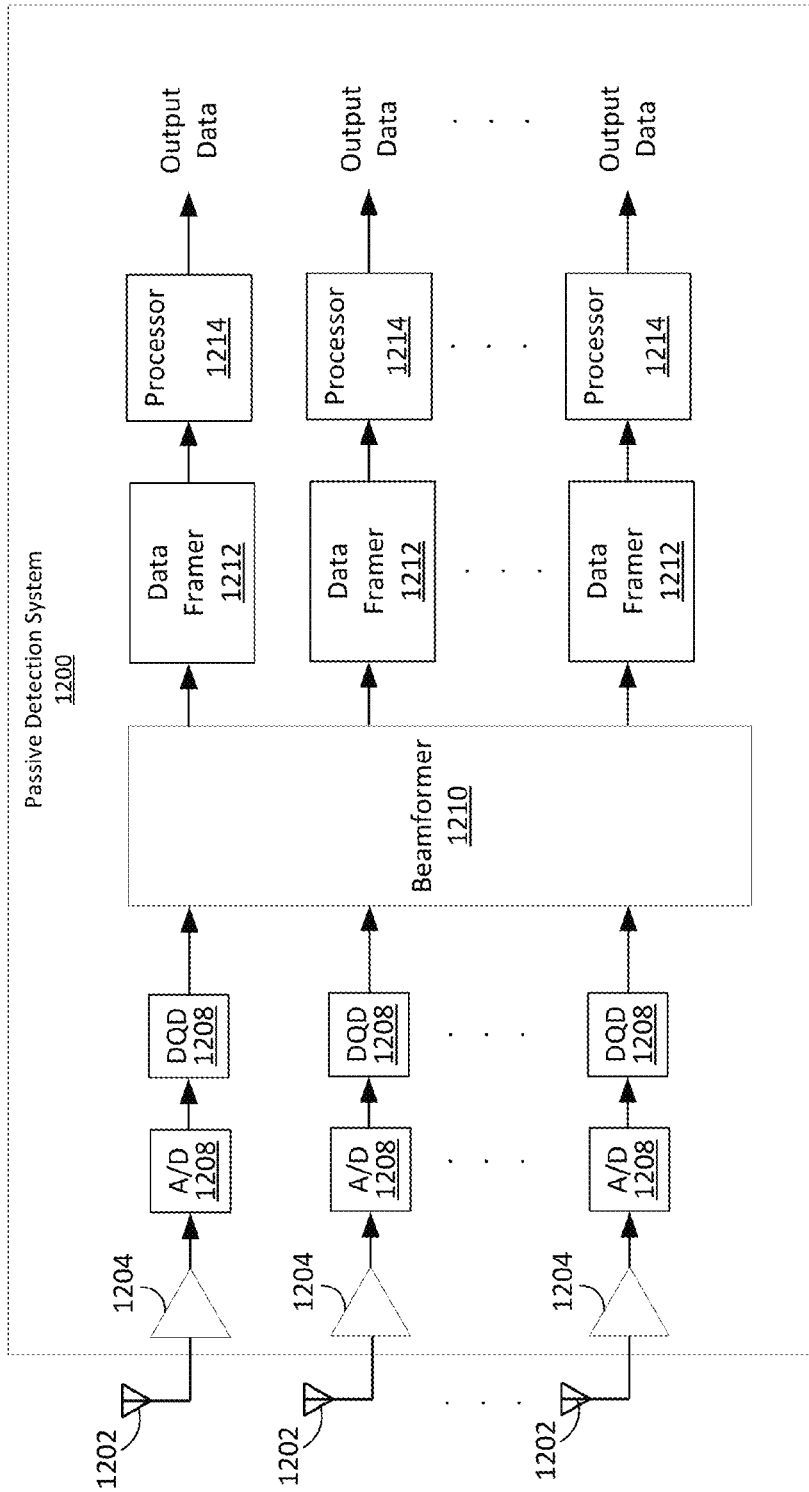 Passive Detection System
1200
1202
1204
A/D
1208
DQD
1208
Beamformer
1210
Data
Framer
1212
Processor
1214
Output
Data
1202
1204
A/D
1208
DQD
1208
Data
Framer
1212
Processor
1214
Output
Data
. . .
. . .
. . .
. . .
. . .
. . .
1202
1204
A/D
1208
DQD
1208
Data
Framer
1212
Processor
1214
Output
Data